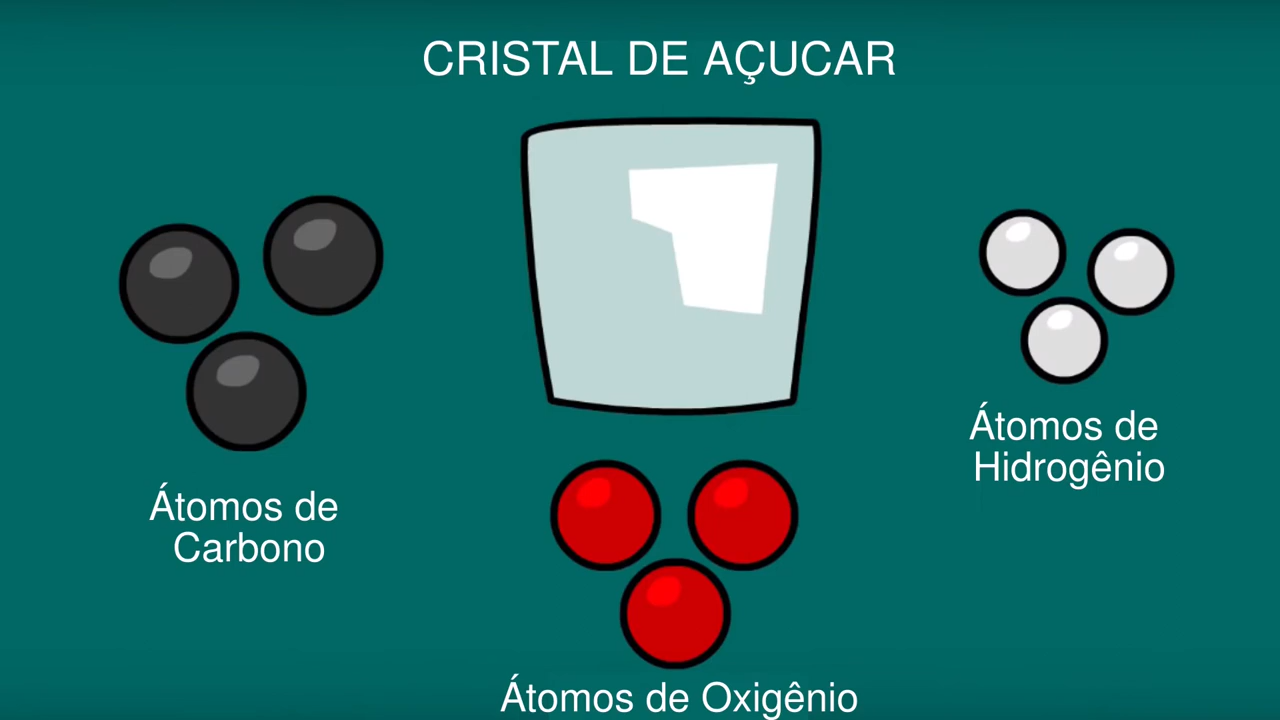 CRISTAL DE AÇUCAR
Átomos de
Carbono
Átomos de
Hidrogênio
Átomos de Oxigênio